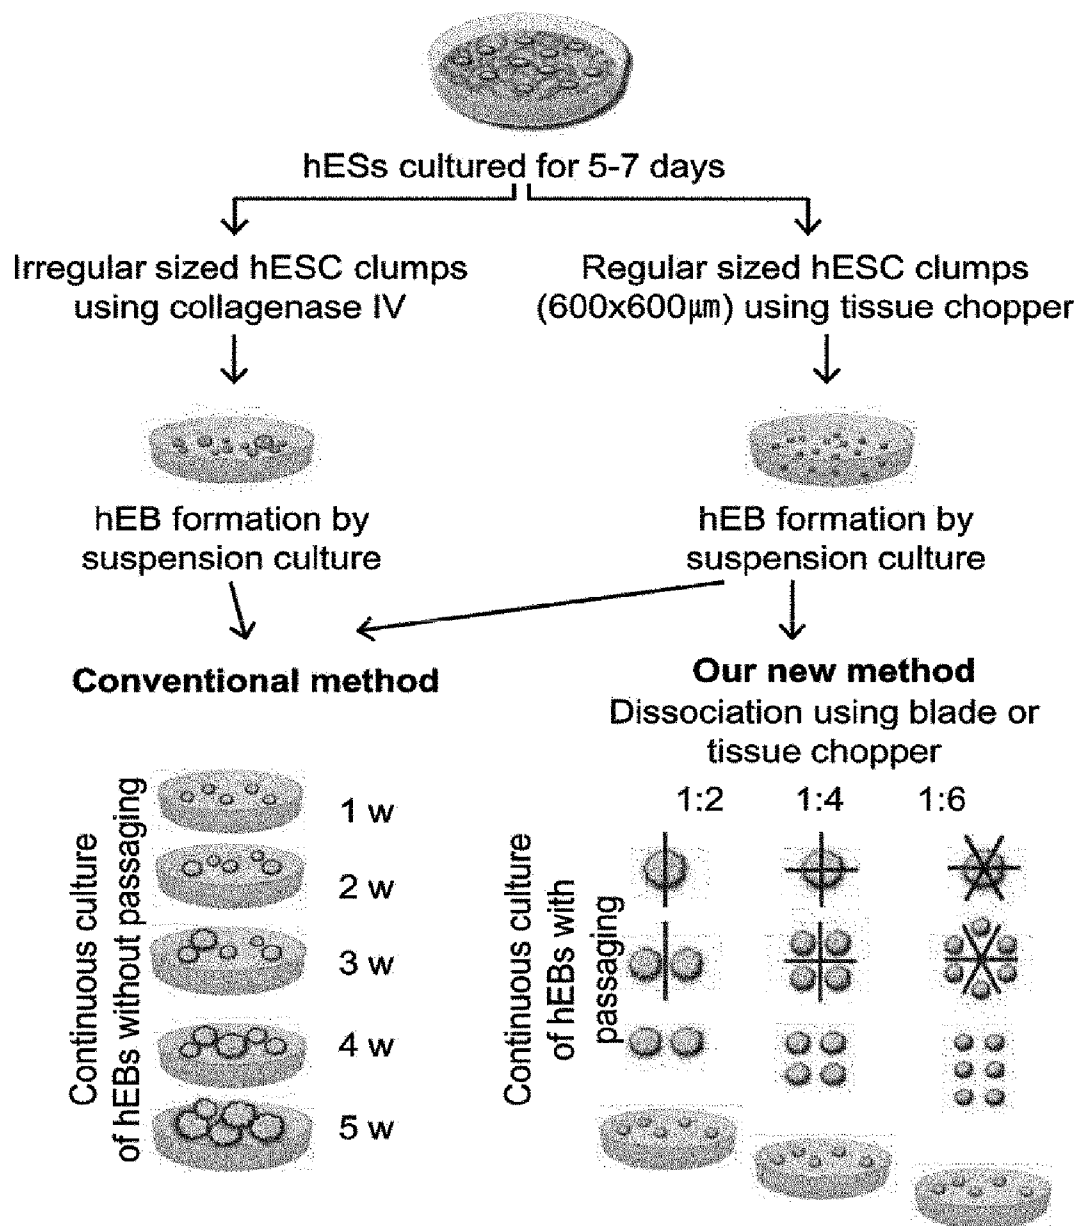 hESs cultured for 5-7 days
Irregular sized hESC clumps
using collagenase IV
Regular sized hESC clumps
(600x600㎛) using tissue chopper
hEB formation by
suspension culture
hEB formation by
suspension culture
Conventional method
Our new method
Dissociation using blade or
tissue chopper
Continuous culture
of hEBs without passaging
1 w
2 w
3 w
4 w
5 w
1:2
1:4
1:6
Continuous culture
of hEBs with
passaging